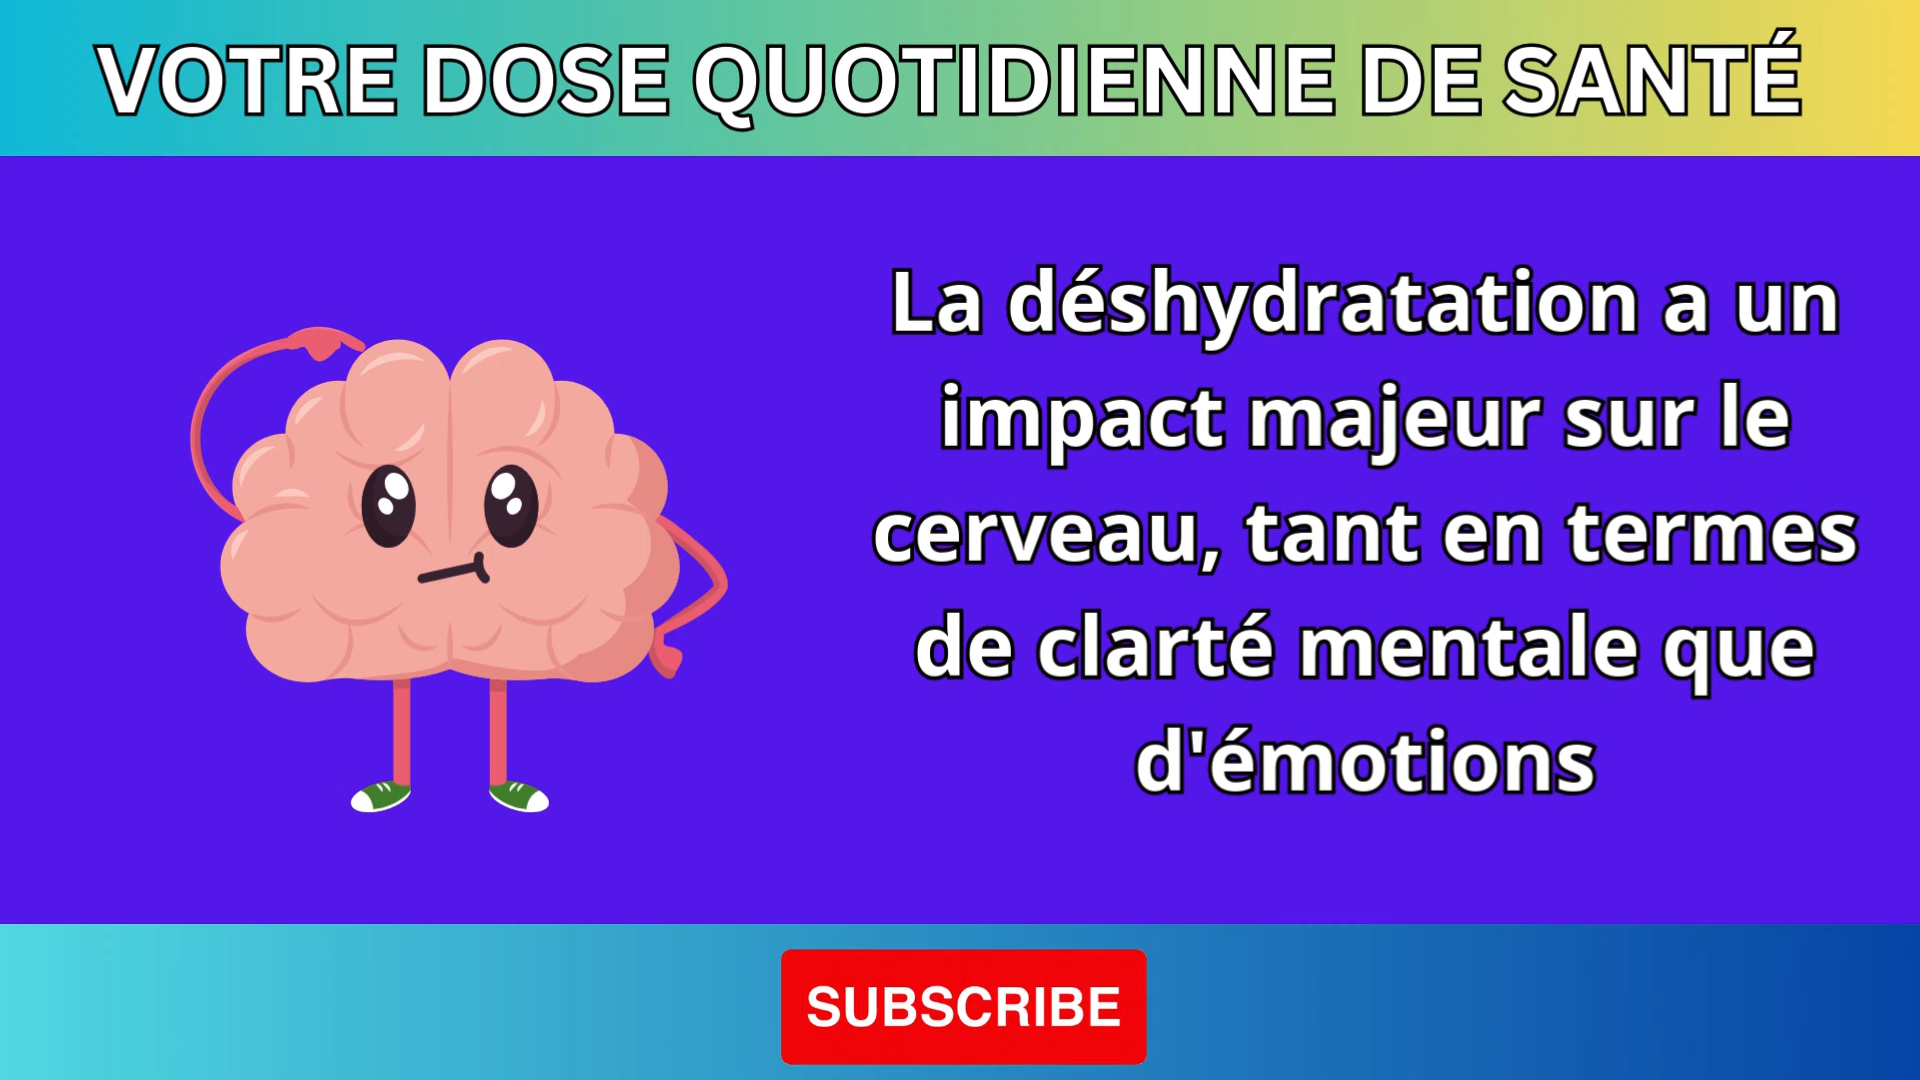 VOTRE DOSE QUOTIDIENNE DE SANTÉ
La déshydratation a un
impact majeur sur le
cerveau, tant en termes
de clarté mentale que
d'émotions
SUBSCRIBE